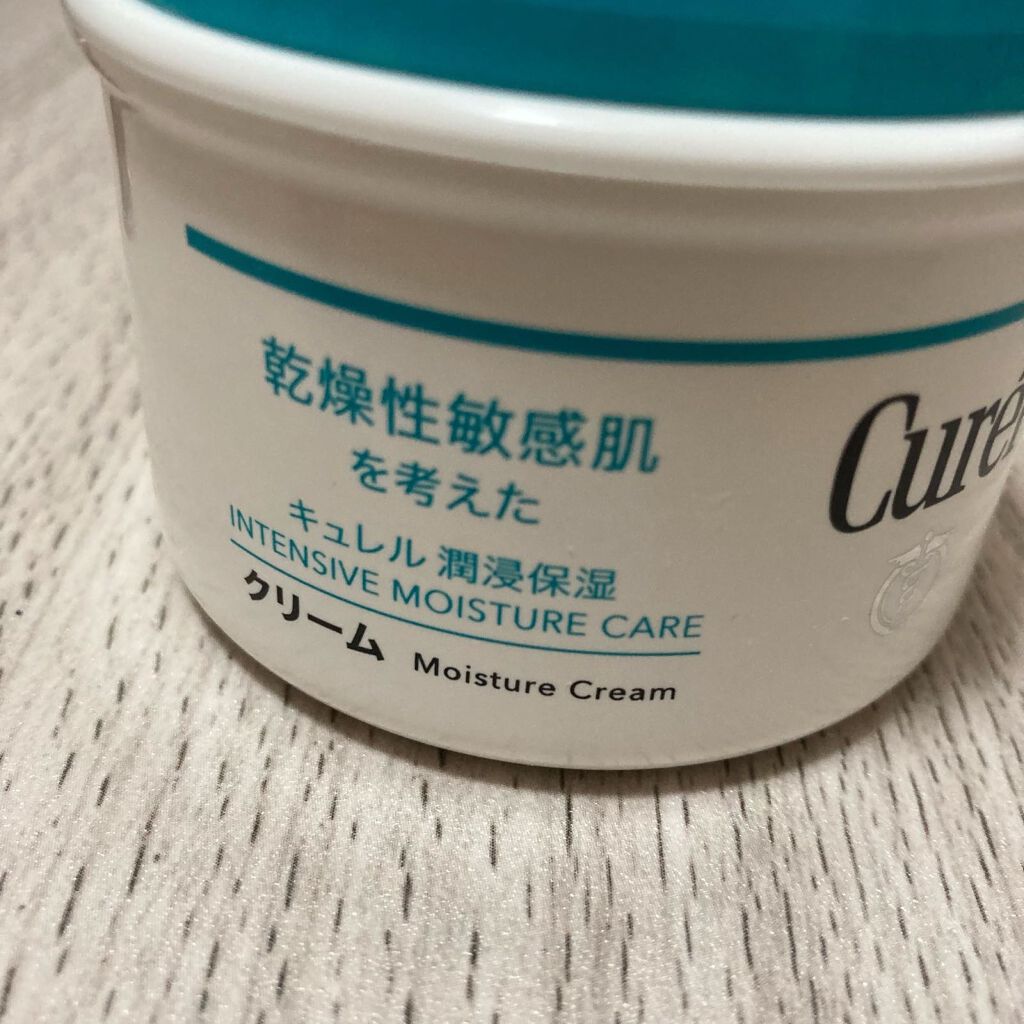 乾燥性敏感肌
を考えた
キュレル 潤浸保湿
INTENSIVE MOISTURE CARE
クリーム Moisture Cream
Curé